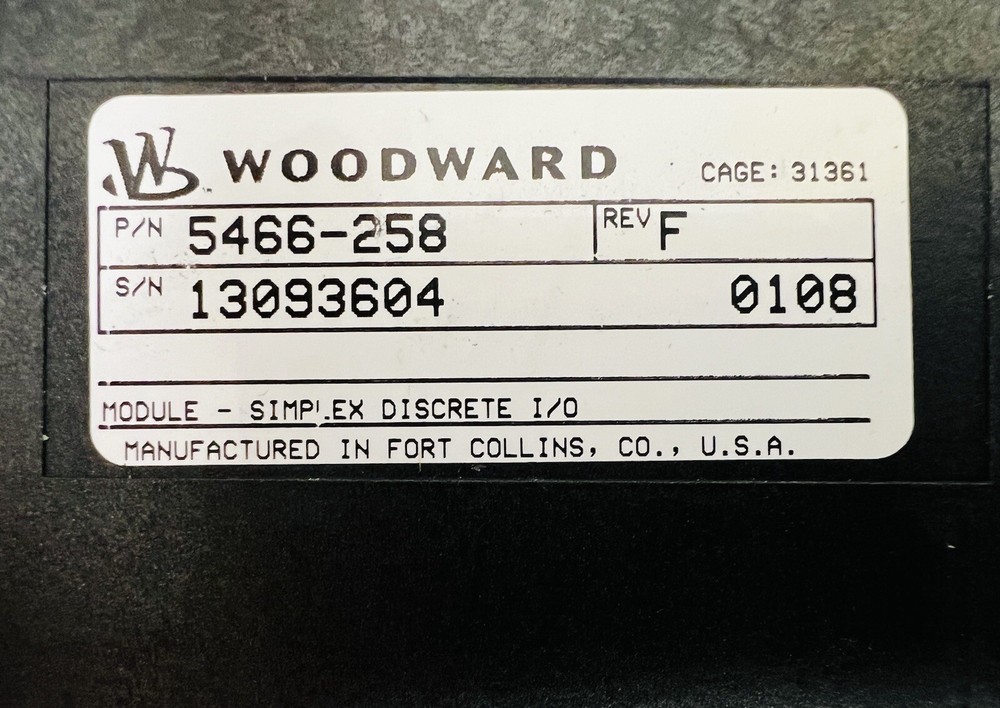 WOODWARD CAGE: 31361
P/N 5466-258 REV F
S/N 13093604 0108
MODULE - SIMPLEX DISCRETE I/O
MANUFACTURED IN FORT COLLINS, CO., U.S.A.